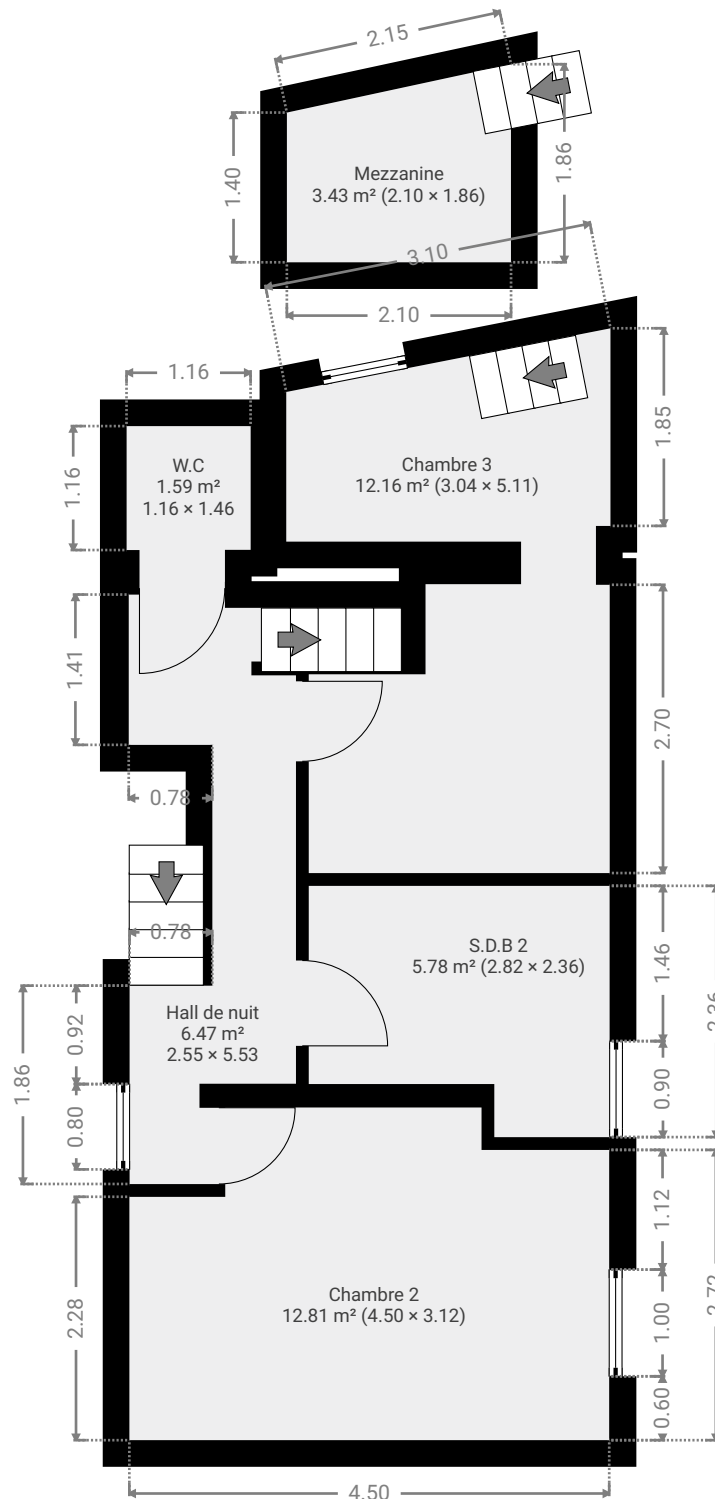 2.15
1.40
1.86
Mezzanine
3.43 m² (2.10 × 1.86)
3.10
2.10
1.16
1.16
W.C
1.59 m²
1.16 × 1.46
Chambre 3
12.16 m² (3.04 × 5.11)
1.85
1.41
2.70
0.78
0.78
S.D.B 2
5.78 m² (2.82 × 2.36)
1.46
2.36
Hall de nuit
6.47 m²
2.55 × 5.53
0.92
1.86
0.80
0.90
1.12
Chambre 2
12.81 m² (4.50 × 3.12)
2.28
1.00
2.72
0.60
4.50